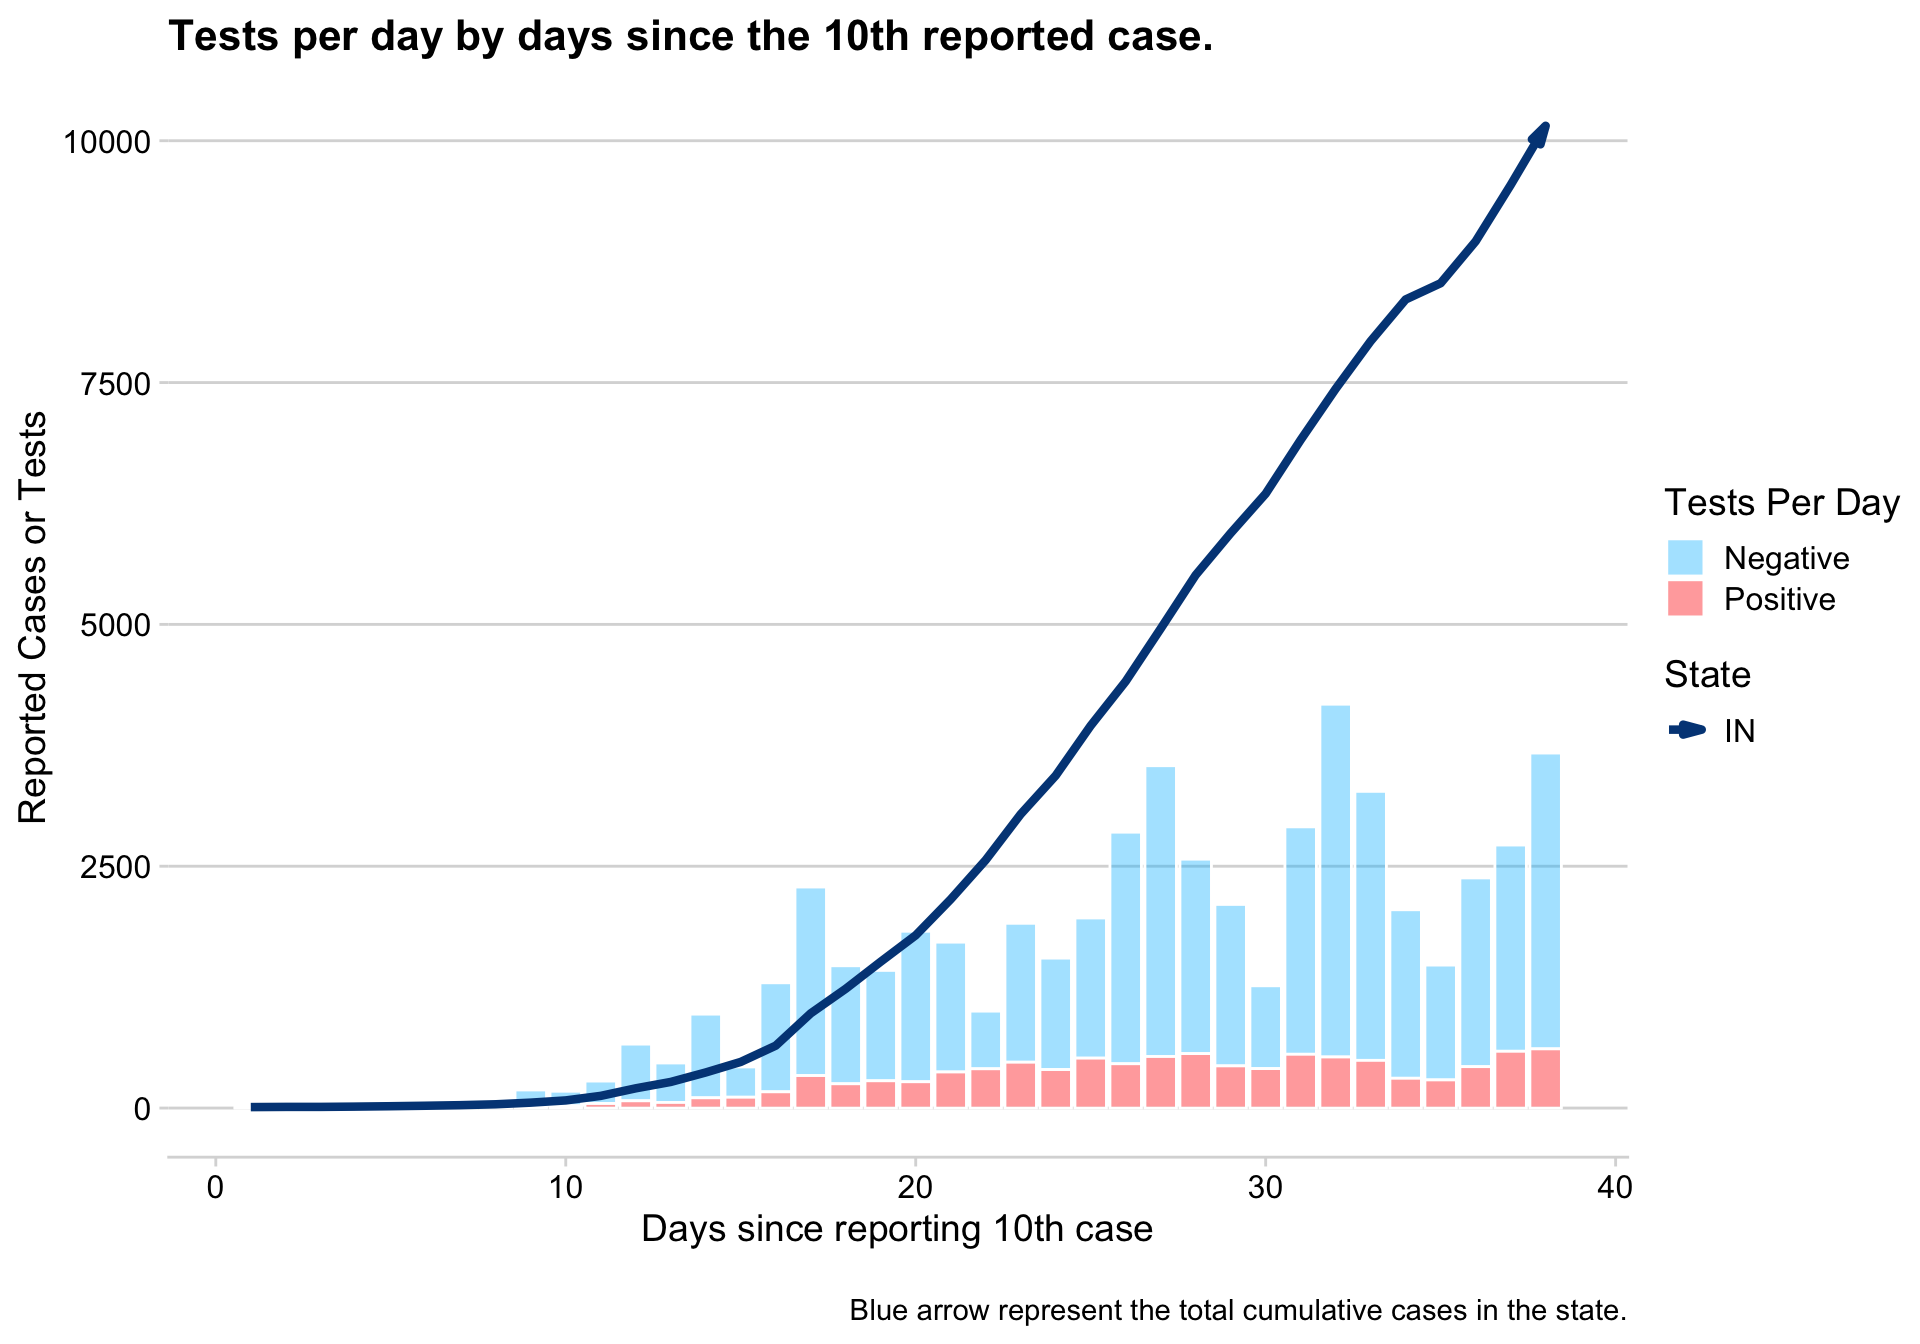 Tests per day by days since the 10th reported case.
10000
7500
5000
2500
0
Reported Cases or Tests
0 10 20 30 40
Days since reporting 10th case
Tests Per Day
Negative
Positive
State
IN
Blue arrow represent the total cumulative cases in the state.